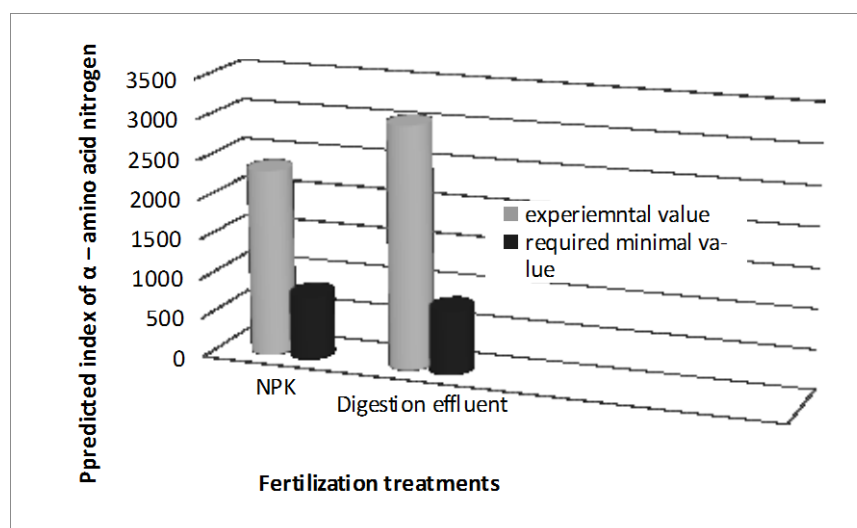 Ppredicted index of α – amino acid nitrogen
3500
3000
2500
2000
1500
1000
500
0
experiemntal value
required minimal va-
lue
NPK
Digestion effluent
Fertilization treatments